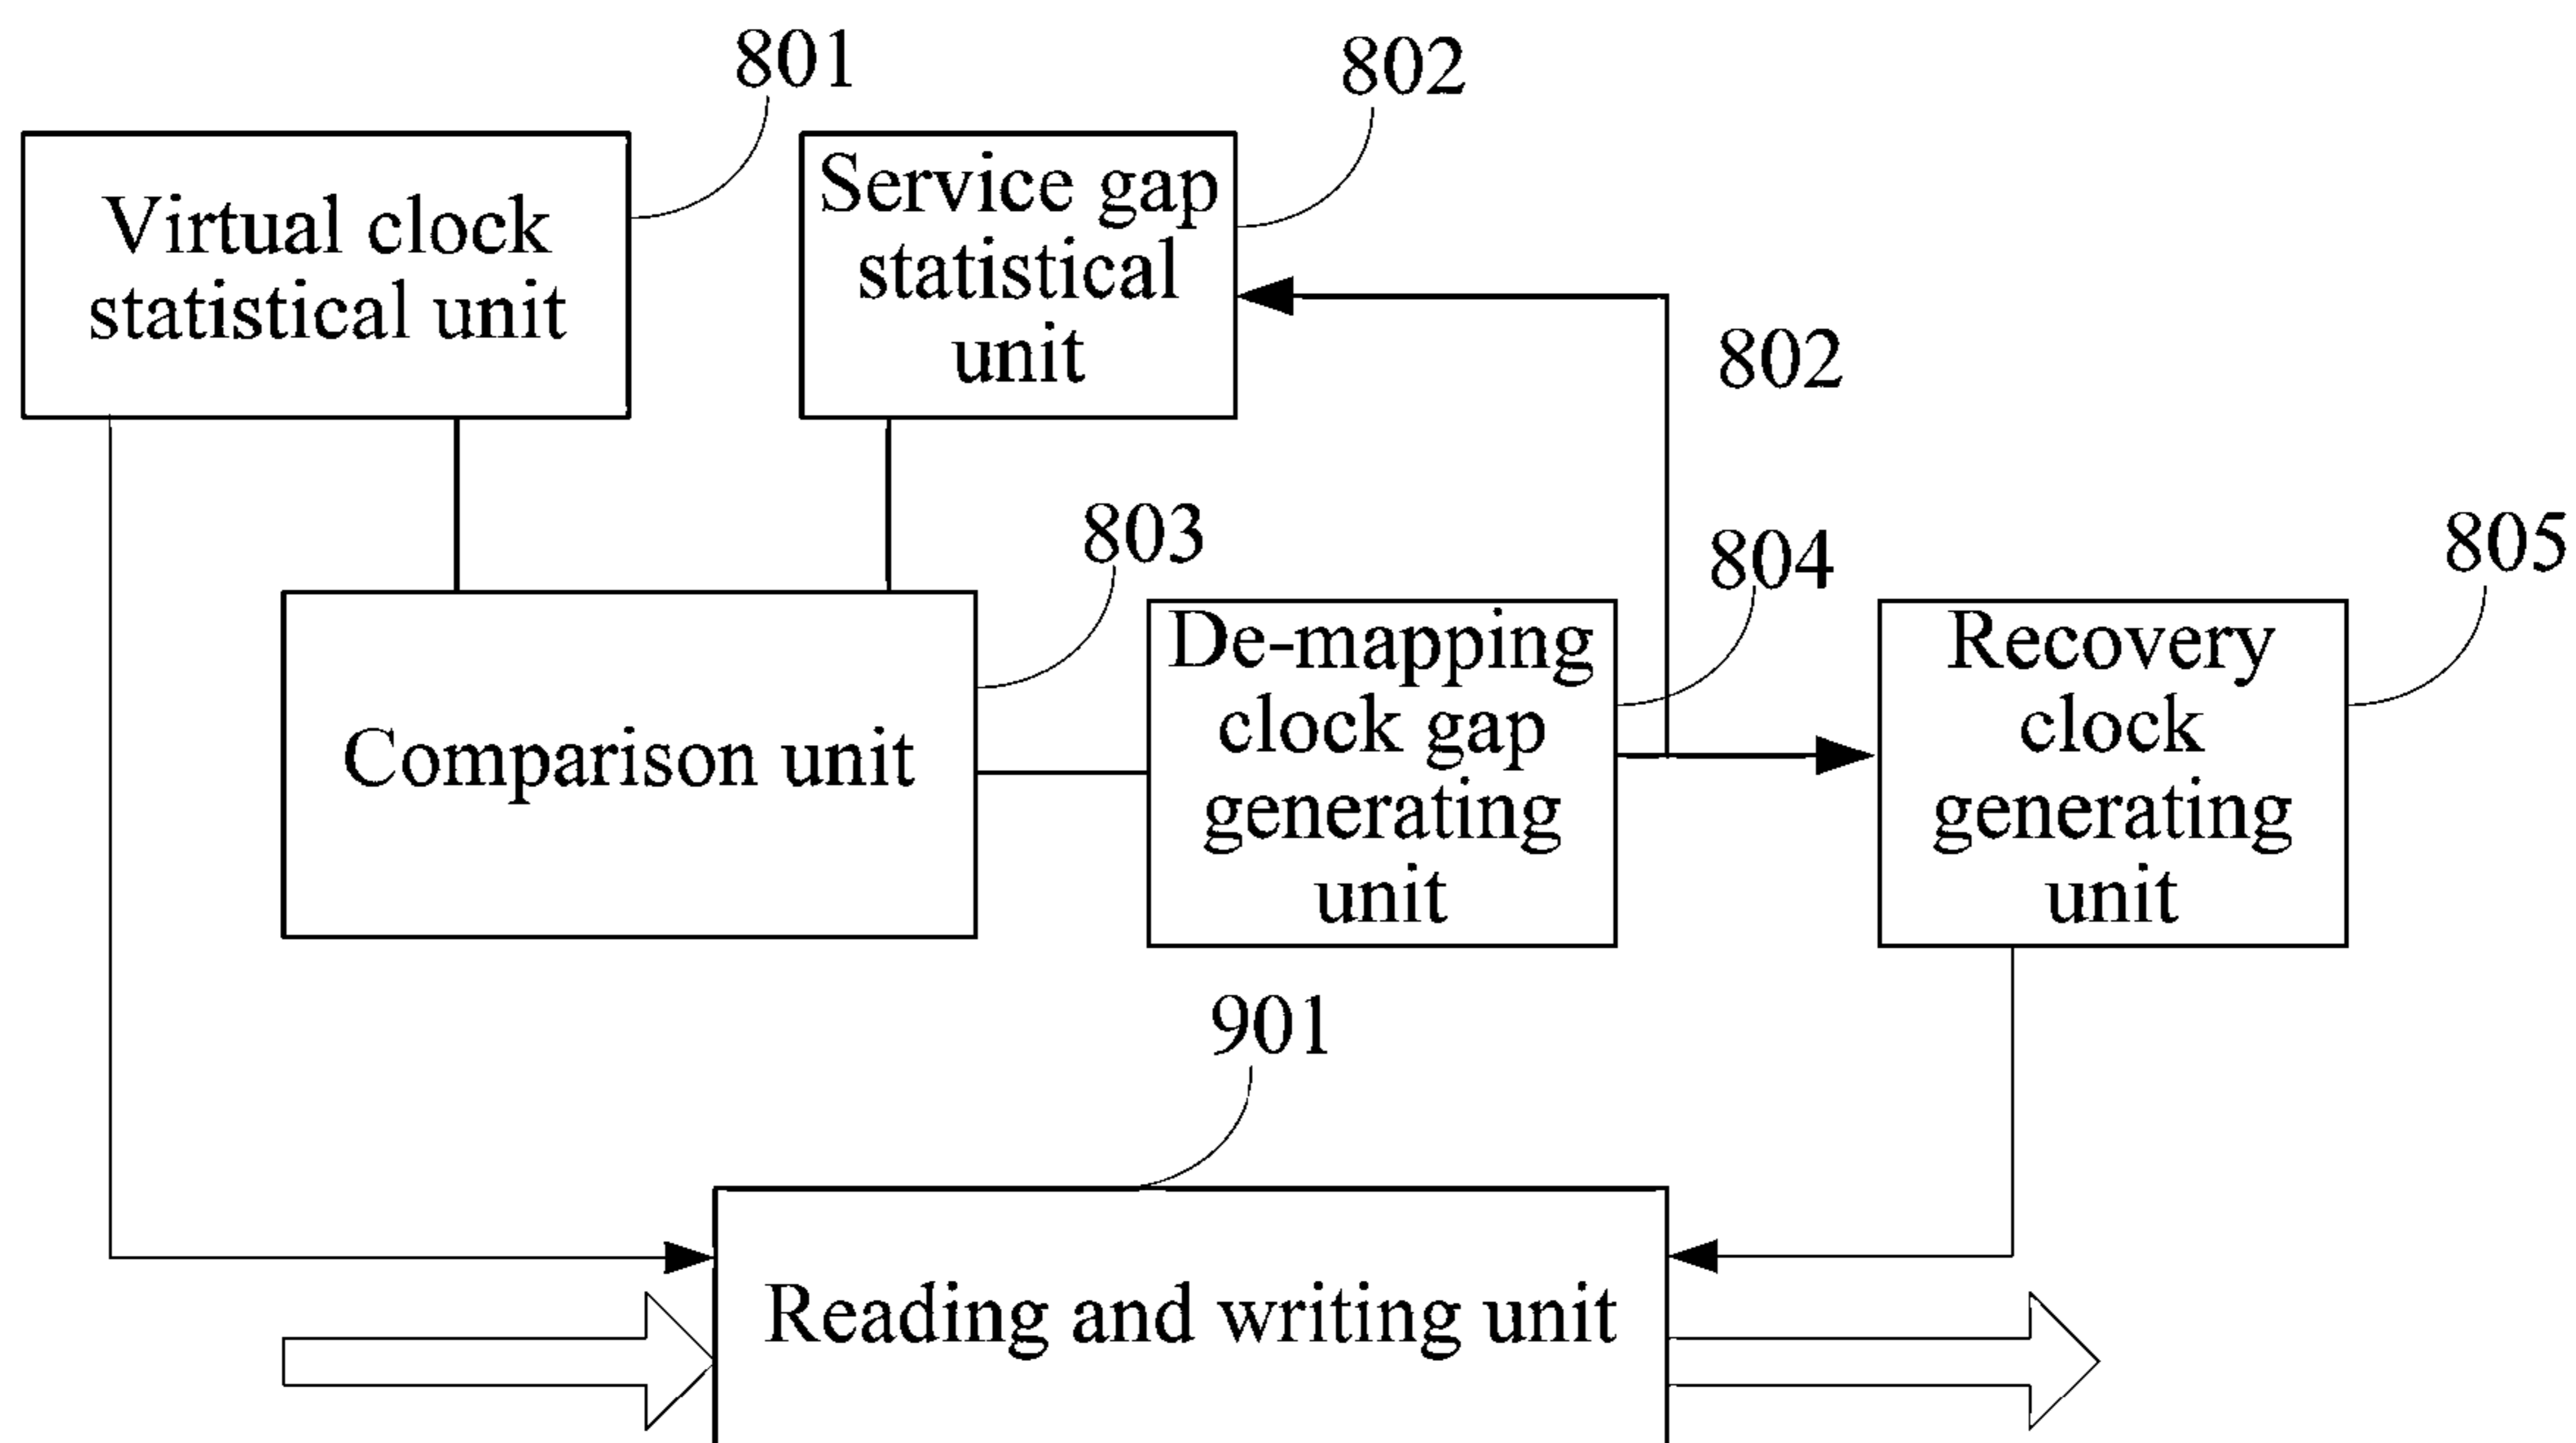 801
802
Virtual clock
statistical unit
Service gap
statistical
unit
802
803
804
805
Comparison unit
De-mapping
clock gap
generating
unit
Recovery
clock
generating
unit
901
Reading and writing unit